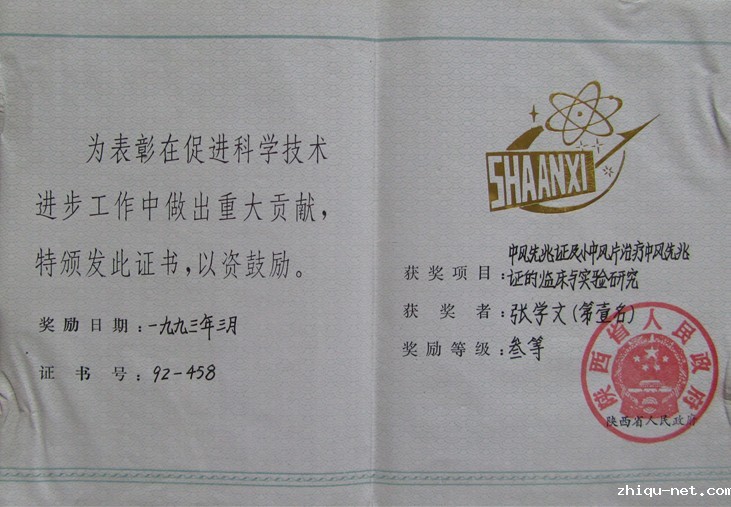 为表彰在促进科学技术
进步工作中做出重大贡献，
特颁发此证书，以资鼓励。
奖励日期：一九九三年三月
证书号：92-458
SHAANXI
获奖项目：中风先兆证及小中风片治疗中风先兆
证的临床与实验研究
获奖者：张学文(第壹名)
奖励等级：叁等
陕西省人民政府
陕西省人民政府
zhiqu-net.com